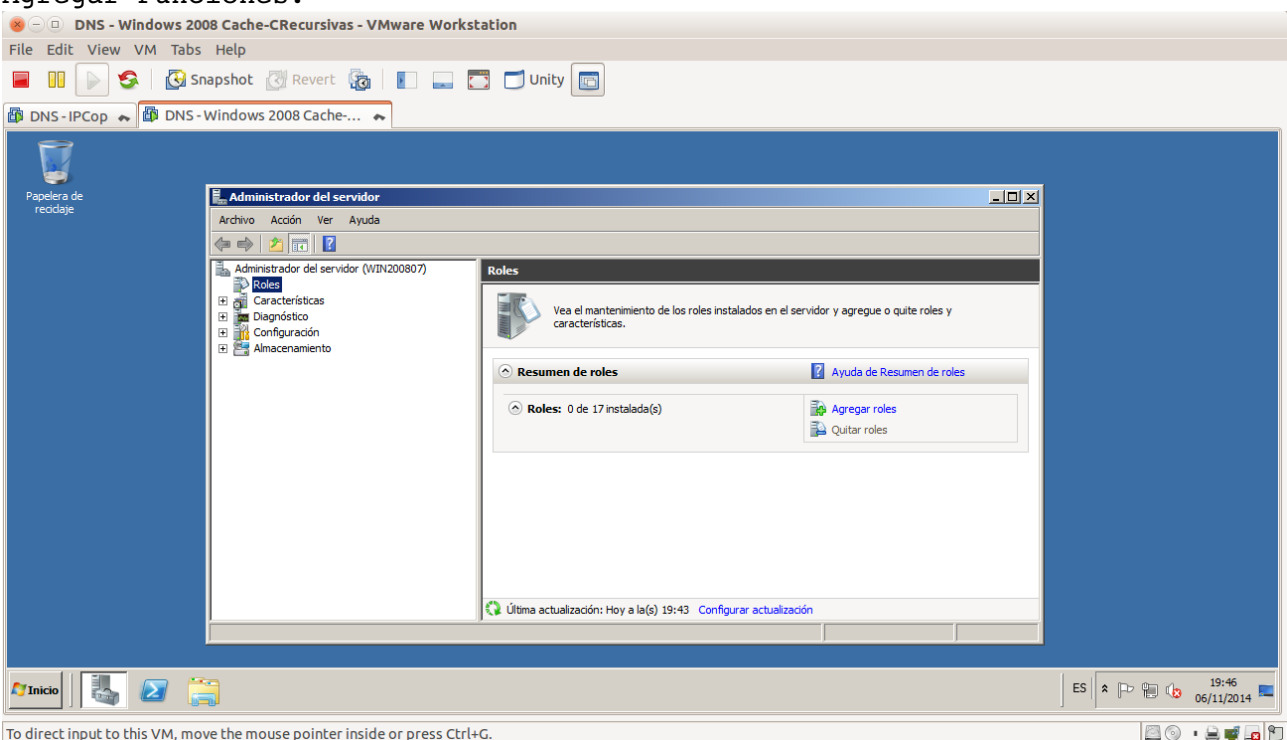 Agregar Funciones.
DNS - Windows 2008 Cache-CRecursivas - VMware Workstation
File Edit View VM Tabs Help
Snapshot Revert Unity
DNS - IPCop DNS - Windows 2008 Cache-...
Papelera de
reciclaje
Administrador del servidor
Archivo Acción Ver Ayuda
Administrador del servidor (WIN200807)
Roles
Características
Diagnóstico
Configuración
Almacenamiento
Roles
Vea el mantenimiento de los roles instalados en el servidor y agregue o quite roles y
características.
Resumen de roles
Ayuda de Resumen de roles
Roles: 0 de 17 instalada(s)
Agregar roles
Quitar roles
Última actualización: Hoy a la(s) 19:43 Configurar actualización
Inicio
ES
19:46
06/11/2014
To direct input to this VM, move the mouse pointer inside or press Ctrl+G.